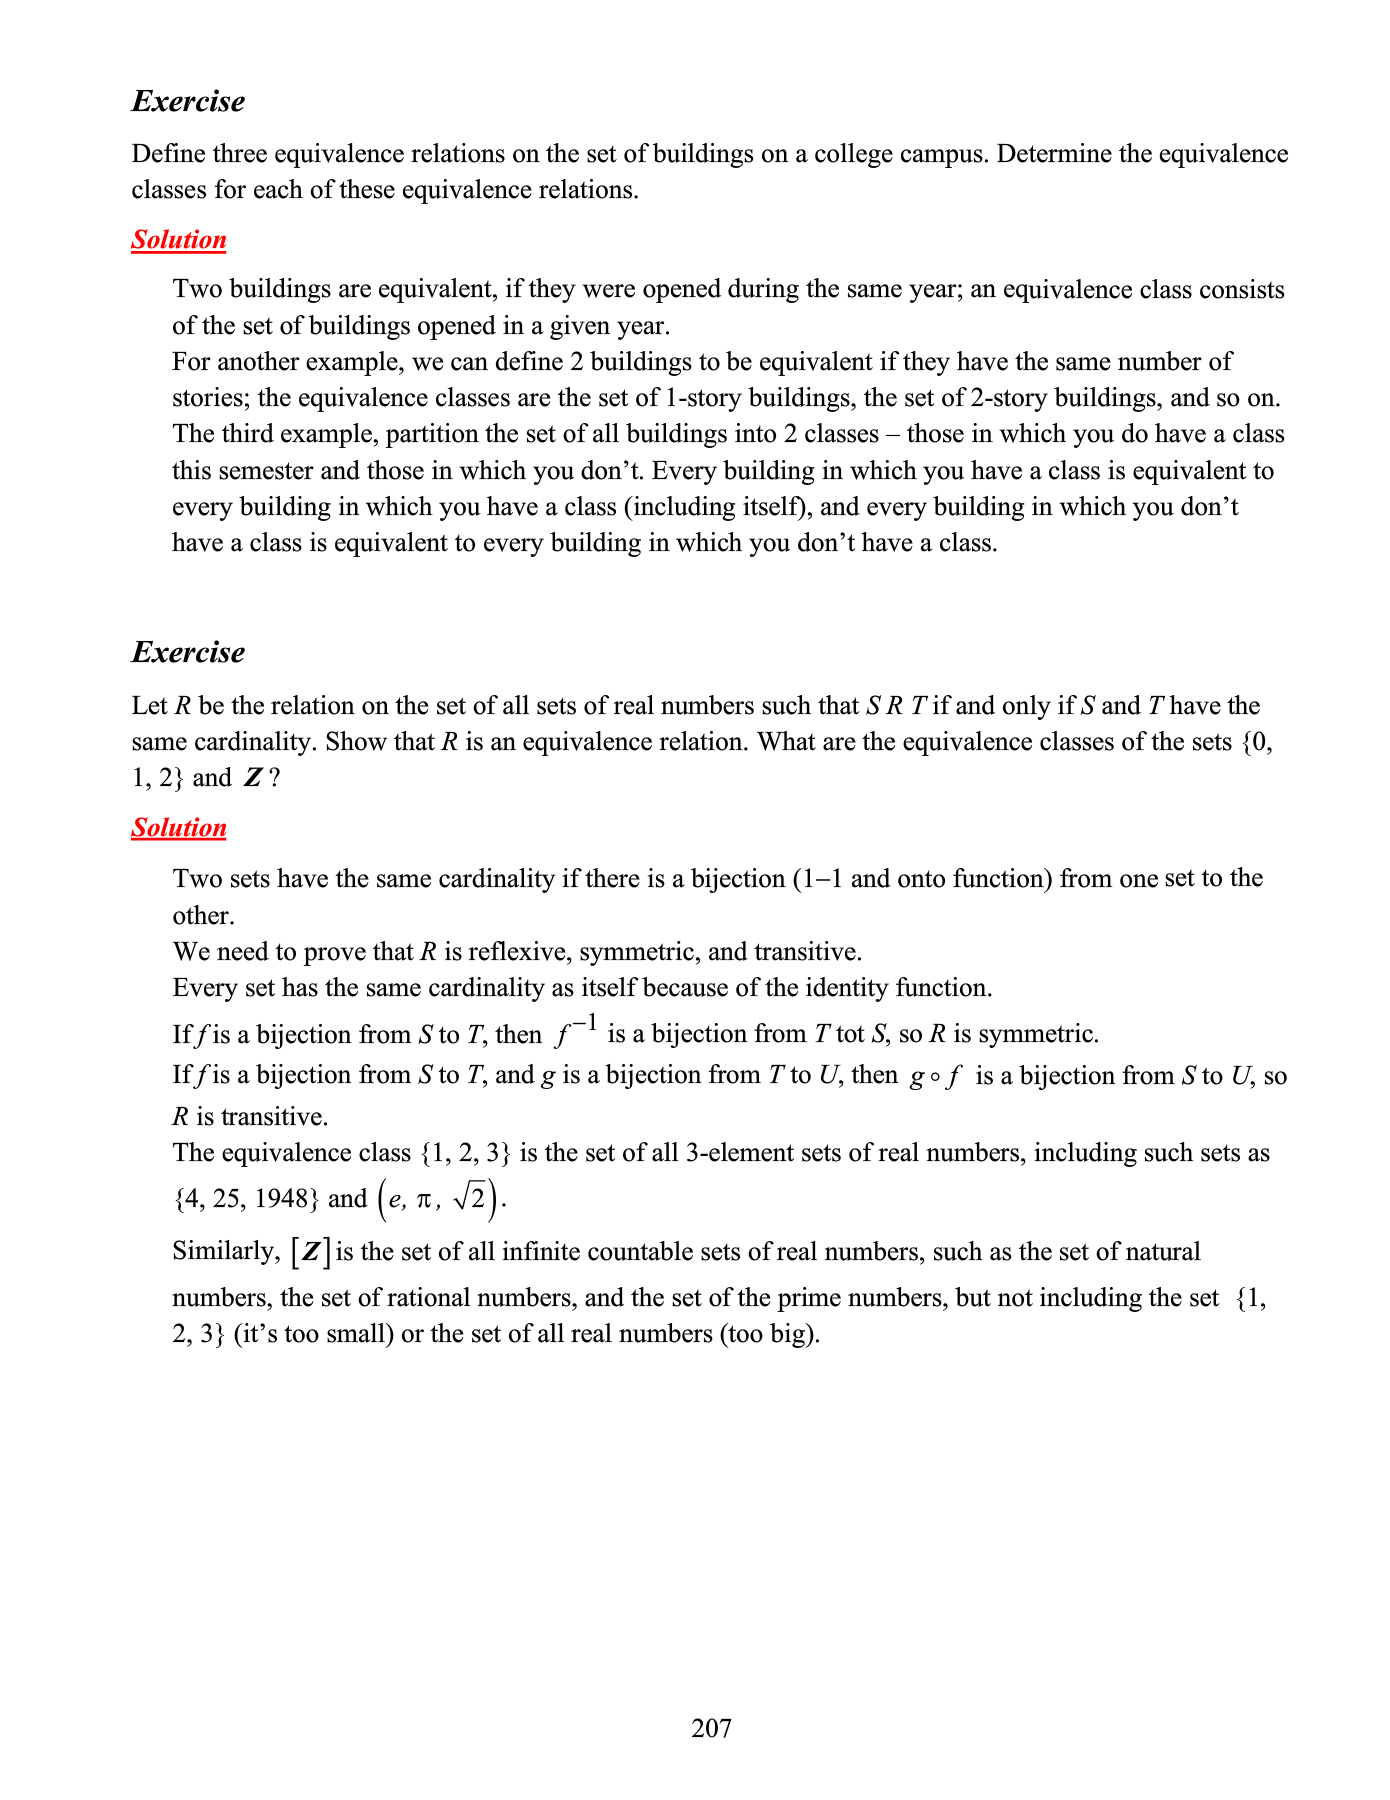 Exercise
Define three equivalence relations on the set of buildings on a college campus. Determine the equivalence
classes for each of these equivalence relations.
Solution
Two buildings are equivalent, if they were opened during the same year; an equivalence class consists
of the set of buildings opened in a given year.
For another example, we can define 2 buildings to be equivalent if they have the same number of
stories; the equivalence classes are the set of 1-story buildings, the set of 2-story buildings, and so on.
The third example, partition the set of all buildings into 2 classes – those in which you do have a class
this semester and those in which you don’t. Every building in which you have a class is equivalent to
every building in which you have a class (including itself), and every building in which you don’t
have a class is equivalent to every building in which you don’t have a class.
Exercise
Let R be the relation on the set of all sets of real numbers such that S R T if and only if S and T have the
same cardinality. Show that R is an equivalence relation. What are the equivalence classes of the sets {0,
1, 2} and Z ?
Solution
Two sets have the same cardinality if there is a bijection (1−1 and onto function) from one set to the
other.
We need to prove that R is reflexive, symmetric, and transitive.
Every set has the same cardinality as itself because of the identity function.
If f is a bijection from S to T, then f⁻¹ is a bijection from T tot S, so R is symmetric.
If f is a bijection from S to T, and g is a bijection from T to U, then g∘f is a bijection from S to U, so
R is transitive.
The equivalence class {1, 2, 3} is the set of all 3-element sets of real numbers, including such sets as
{4, 25, 1948} and (e, π, √2).
Similarly, [Z] is the set of all infinite countable sets of real numbers, such as the set of natural
numbers, the set of rational numbers, and the set of the prime numbers, but not including the set {1,
2, 3} (it’s too small) or the set of all real numbers (too big).
207